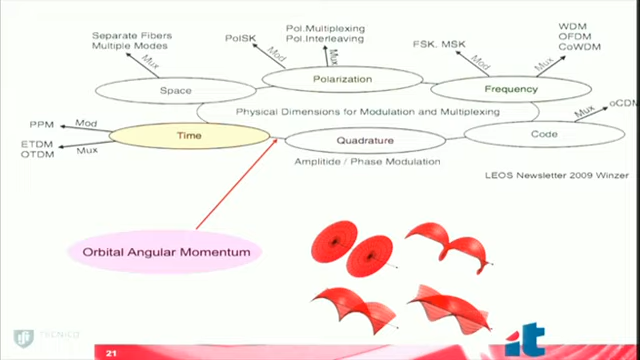 Separate Fibers
Multiple Modes
Mux
Space
PolSK
Mod
Pol.Multiplexing
Pol.Interleaving
Mux
Polarization
FSK, MSK
Mod
WDM
OFDM
CoWDM
Mux
Frequency
Physical Dimensions for Modulation and Multiplexing
oCDM
Mux
Code
PPM
Mod
ETDM
OTDM
Mux
Time
Quadrature
Amplitide / Phase Modulation
LEOS Newsletter 2009 Winzer
Orbital Angular Momentum
TECNICO
21
it